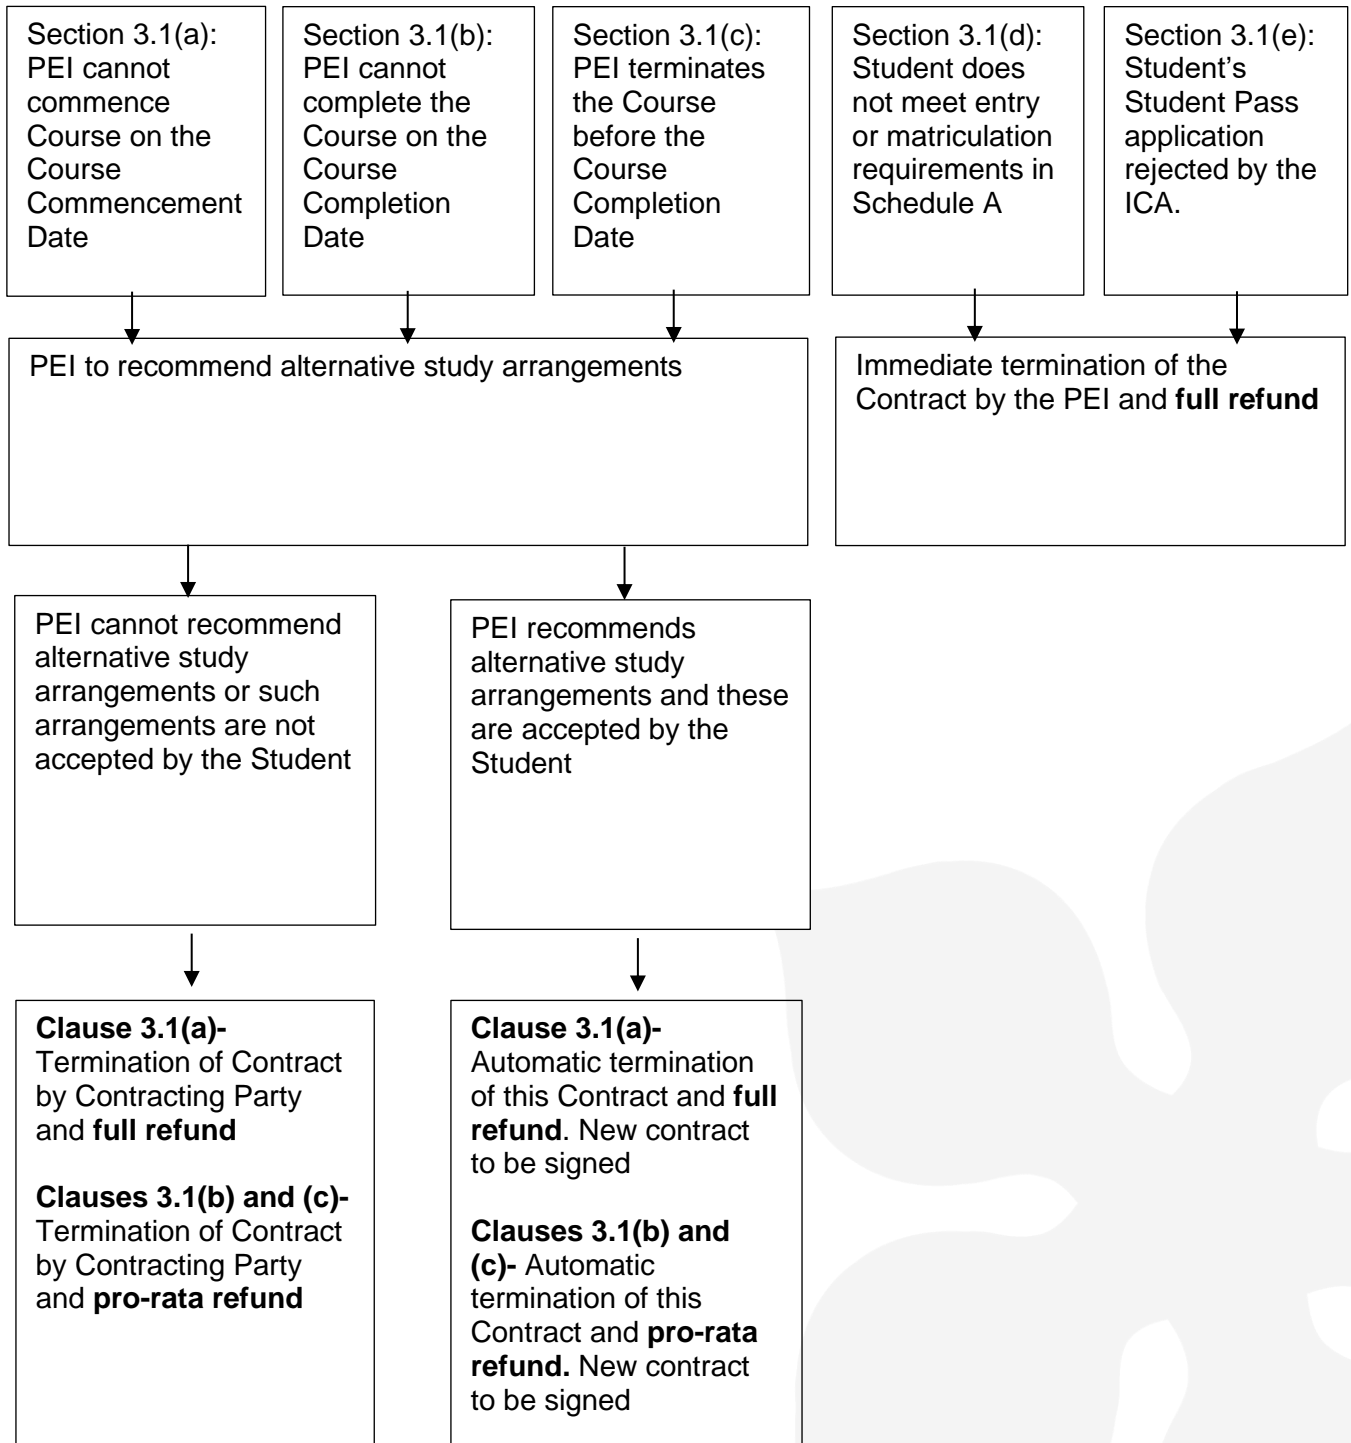 Section 3.1(a):
PEI cannot
commence
Course on the
Course
Commencement
Date
Section 3.1(b):
PEI cannot
complete the
Course on the
Course
Completion
Date
Section 3.1(c):
PEI terminates
the Course
before the
Course
Completion
Date
Section 3.1(d):
Student does
not meet entry
or matriculation
requirements in
Schedule A
Section 3.1(e):
Student’s
Student Pass
application
rejected by the
ICA.
PEI to recommend alternative study arrangements
Immediate termination of the
Contract by the PEI and full refund
PEI cannot recommend
alternative study
arrangements or such
arrangements are not
accepted by the Student
PEI recommends
alternative study
arrangements and these
are accepted by the
Student
Clause 3.1(a)-
Termination of Contract
by Contracting Party
and full refund
Clauses 3.1(b) and (c)-
Termination of Contract
by Contracting Party
and pro-rata refund
Clause 3.1(a)-
Automatic termination
of this Contract and full
refund. New contract
to be signed
Clauses 3.1(b) and
(c)- Automatic
termination of this
Contract and pro-rata
refund. New contract
to be signed